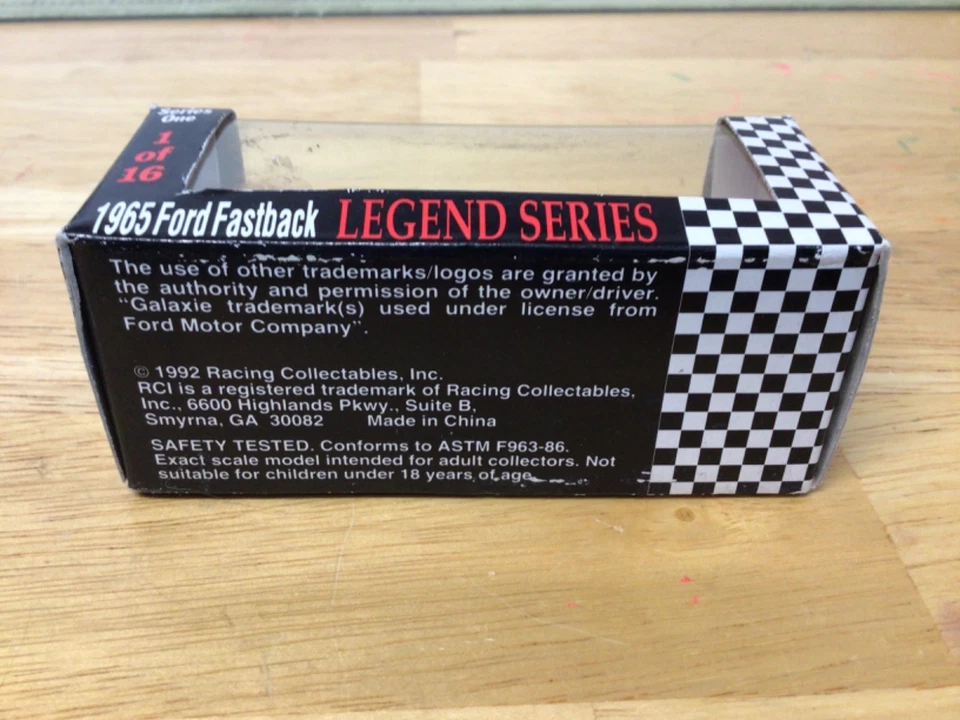 Series
One
1
of
16
1965 Ford Fastback LEGEND SERIES
The use of other trademarks/logos are granted by
the authority and permission of the owner/driver.
"Galaxie trademark(s) used under license from
Ford Motor Company".
© 1992 Racing Collectables, Inc.
RCI is a registered trademark of Racing Collectables,
Inc., 6600 Highlands Pkwy., Suite B,
Smyrna, GA 30082 Made in China
SAFETY TESTED. Conforms to ASTM F963-86.
Exact scale model intended for adult collectors. Not
suitable for children under 18 years of age.